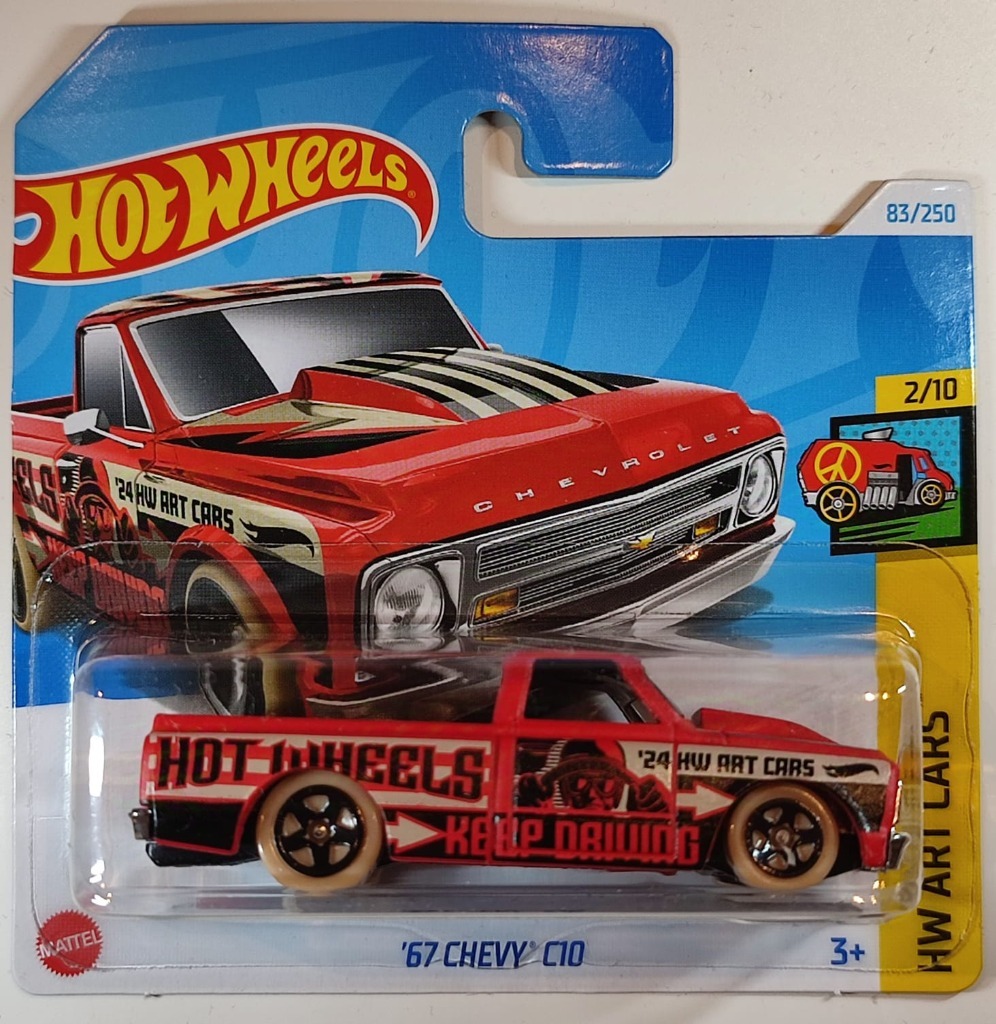 HOT WHEELS®
83/250
2/10
CHEVROLET
ELS
'24 HW ART CARS
HOT WHEELS
'24 HW ART CARS
KEEP DRIVING
HW ART CARS
MATTEL
'67 CHEVY® C10
3+